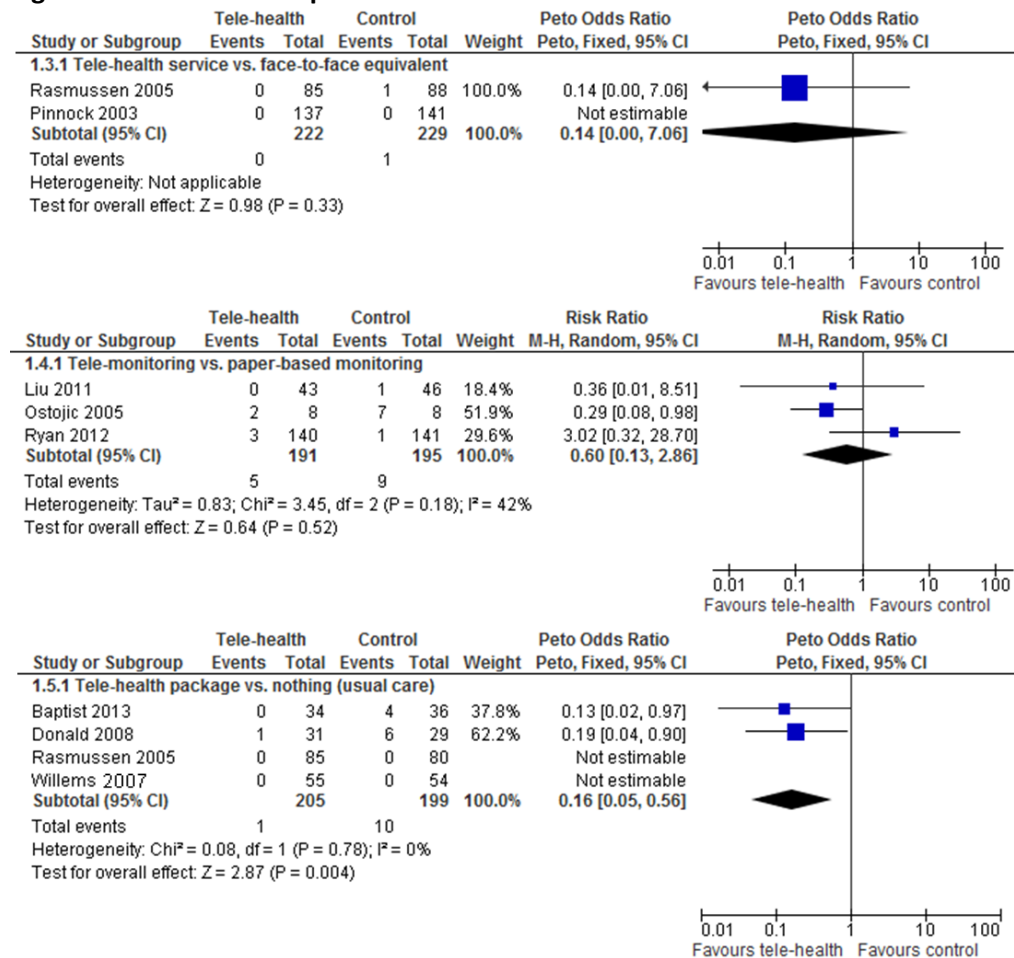 Tele-health Control Peto Odds Ratio Peto Odds Ratio
Study or Subgroup Events Total Events Total Weight Peto, Fixed, 95% CI Peto, Fixed, 95% CI
1.3.1 Tele-health service vs. face-to-face equivalent
Rasmussen 2005 0 85 1 88 100.0% 0.14 [0.00, 7.06]
Pinnock 2003 0 137 0 141 Not estimable
Subtotal (95% CI) 222 229 100.0% 0.14 [0.00, 7.06]
Total events 0 1
Heterogeneity: Not applicable
Test for overall effect: Z = 0.98 (P = 0.33)
0.01 0.1 1 10 100
Favours tele-health Favours control
Tele-health Control Risk Ratio Risk Ratio
Study or Subgroup Events Total Events Total Weight M-H, Random, 95% CI M-H, Random, 95% CI
1.4.1 Tele-monitoring vs. paper-based monitoring
Liu 2011 0 43 1 46 18.4% 0.36 [0.01, 8.51]
Ostojic 2005 2 8 7 8 51.9% 0.29 [0.08, 0.98]
Ryan 2012 3 140 1 141 29.6% 3.02 [0.32, 28.70]
Subtotal (95% CI) 191 195 100.0% 0.60 [0.13, 2.86]
Total events 5 9
Heterogeneity: Tau² = 0.83; Chi² = 3.45, df = 2 (P = 0.18); I² = 42%
Test for overall effect: Z = 0.64 (P = 0.52)
0.01 0.1 1 10 100
Favours tele-health Favours control
Tele-health Control Peto Odds Ratio Peto Odds Ratio
Study or Subgroup Events Total Events Total Weight Peto, Fixed, 95% CI Peto, Fixed, 95% CI
1.5.1 Tele-health package vs. nothing (usual care)
Baptist 2013 0 34 4 36 37.8% 0.13 [0.02, 0.97]
Donald 2008 1 31 6 29 62.2% 0.19 [0.04, 0.90]
Rasmussen 2005 0 85 0 80 Not estimable
Willems 2007 0 55 0 54 Not estimable
Subtotal (95% CI) 205 199 100.0% 0.16 [0.05, 0.56]
Total events 1 10
Heterogeneity: Chi² = 0.08, df = 1 (P = 0.78); I² = 0%
Test for overall effect: Z = 2.87 (P = 0.004)
0.01 0.1 1 10 100
Favours tele-health Favours control